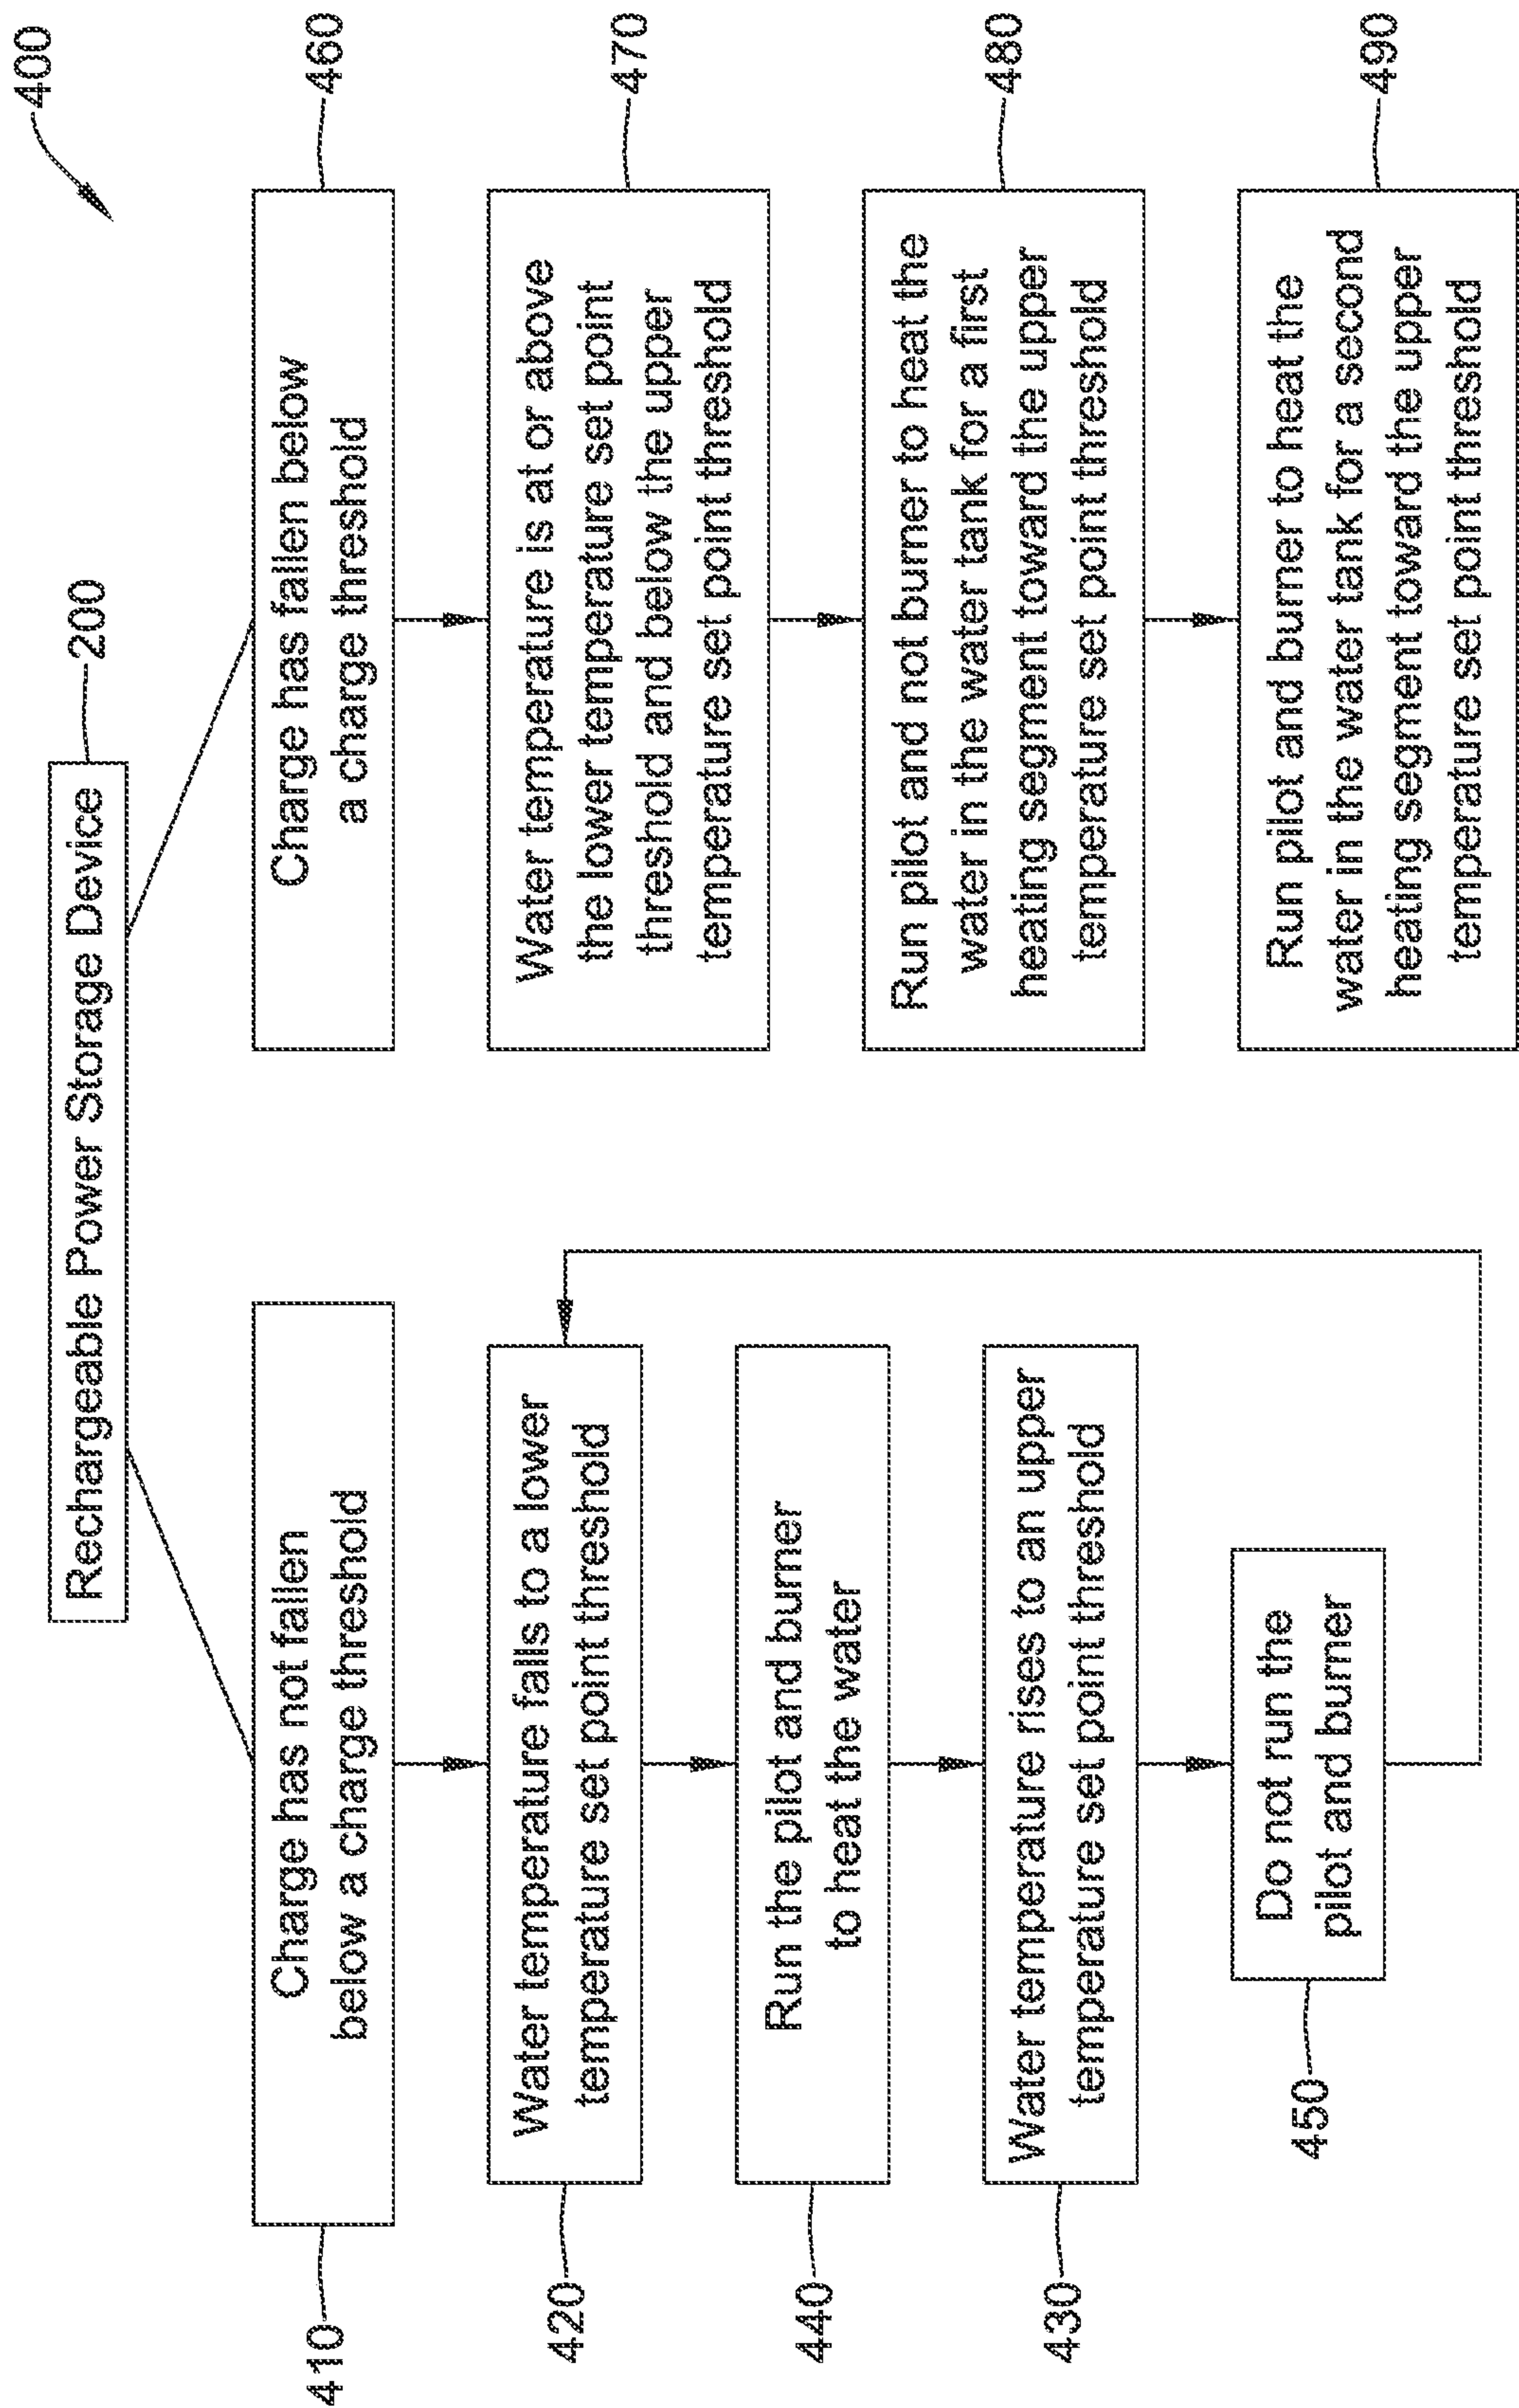 400
Rechargeable Power Storage Device
200
410
Charge has not fallen
below a charge threshold
420
Water temperature falls to a lower
temperature set point threshold
440
Run the pilot and burner
to heat the water
430
Water temperature rises to an upper
temperature set point threshold
450
Do not run the
pilot and burner
Charge has fallen below
a charge threshold
460
Water temperature is at or above
the lower temperature set point
threshold and below the upper
temperature set point threshold
470
Run pilot and not burner to heat the
water in the water tank for a first
heating segment toward the upper
temperature set point threshold
480
Run pilot and burner to heat the
water in the water tank for a second
heating segment toward the upper
temperature set point threshold
490